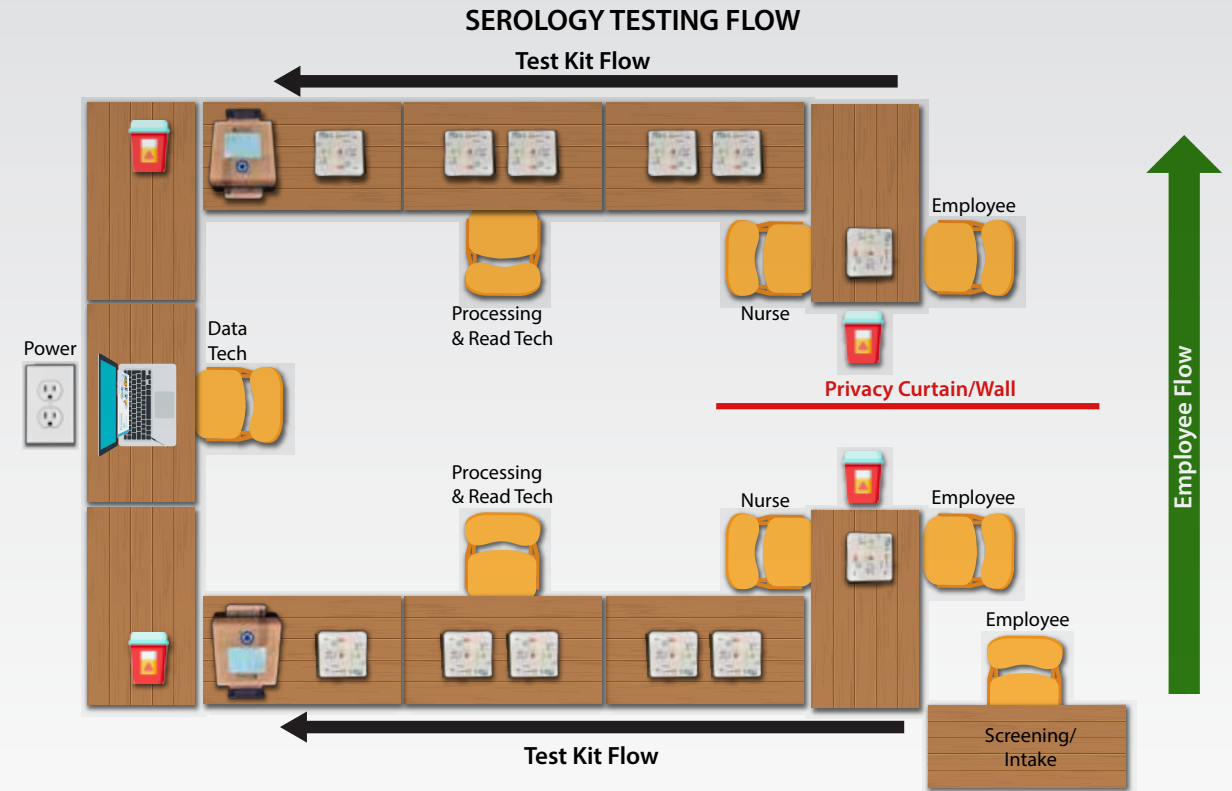 SEROLOGY TESTING FLOW
Test Kit Flow
Employee
Processing
& Read Tech
Nurse
Data
Tech
Power
Privacy Curtain/Wall
Employee Flow
Processing
& Read Tech
Nurse
Employee
Employee
Screening/
Intake
Test Kit Flow